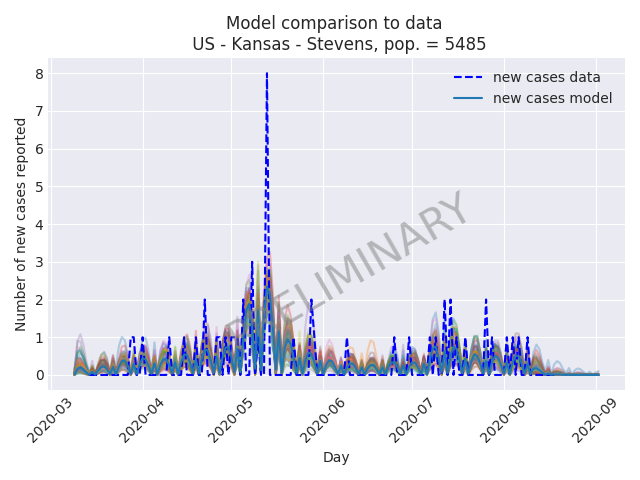 Model comparison to data
US - Kansas - Stevens, pop. = 5485
new cases data
new cases model
PRELIMINARY
Number of new cases reported
8
7
6
5
4
3
2
1
0
2020-03
2020-04
2020-05
2020-06
2020-07
2020-08
2020-09
Day